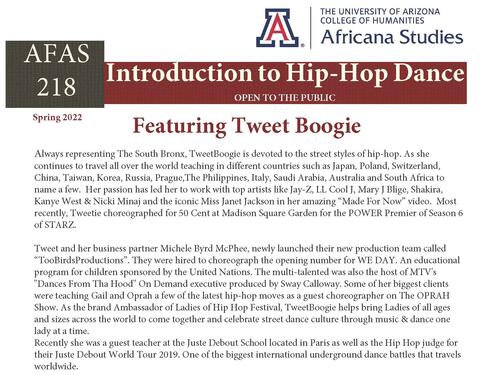 THE UNIVERSITY OF ARIZONA
COLLEGE OF HUMANITIES
Africana Studies
A
AFAS
218
Introduction to Hip-Hop Dance
OPEN TO THE PUBLIC
Spring 2022
Featuring Tweet Boogie
Always representing The South Bronx, TweetBoogie is devoted to the street styles of hip-hop. As she
continues to travel all over the world teaching in different countries such as Japan, Poland, Switzerland,
China, Taiwan, Korea, Russia, Prague,The Philippines, Italy, Saudi Arabia, Australia and South Africa to
name a few. Her passion has led her to work with top artists like Jay-Z, LL Cool J, Mary J Blige, Shakira,
Kanye West & Nicki Minaj and the iconic Miss Janet Jackson in her amazing "Made For Now" video. Most
recently, Tweetie choreographed for 50 Cent at Madison Square Garden for the POWER Premier of Season 6
of STARZ.
Tweet and her business partner Michele Byrd McPhee, newly launched their new production team called
"TooBirdsProductions". They were hired to choreograph the opening number for WE DAY. An educational
program for children sponsored by the United Nations. The multi-talented was also the host of MTV's
"Dances From Tha Hood" On Demand executive produced by Sway Calloway. Some of her biggest clients
were teaching Gail and Oprah a few of the latest hip-hop moves as a guest choreographer on The OPRAH
Show. As the brand Ambassador of Ladies of Hip Hop Festival, TweetBoogie helps bring Ladies of all ages
and sizes across the world to come together and celebrate street dance culture through music & dance one
lady at a time.
Recently she was a guest teacher at the Juste Debout School located in Paris as well as the Hip Hop judge for
their Juste Debout World Tour 2019. One of the biggest international underground dance battles that travels
worldwide.